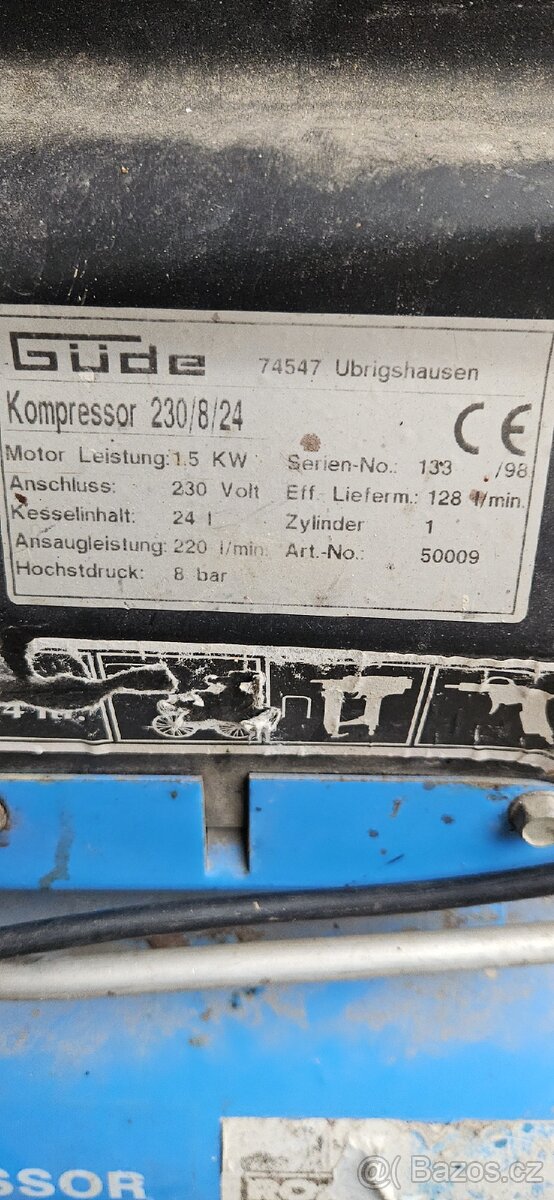 Güde 74547 Ubrigshausen
Kompressor 230/8/24 CE
Motor Leistung: 1.5 KW Serien-No.: 133 /98
Anschluss: 230 Volt Eff. Lieferm.: 128 l/min.
Kesselinhalt: 24 l Zylinder 1
Ansaugleistung: 220 l/min. Art.-No.: 50009
Hochstdruck: 8 bar
SSOR
Bazos.cz